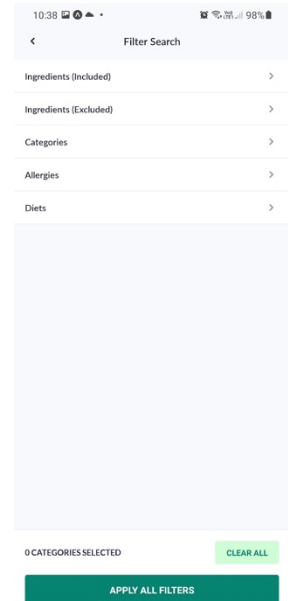 10:38 98%
Filter Search
Ingredients (Included)
Ingredients (Excluded)
Categories
Allergies
Diets
0 CATEGORIES SELECTED CLEAR ALL
APPLY ALL FILTERS